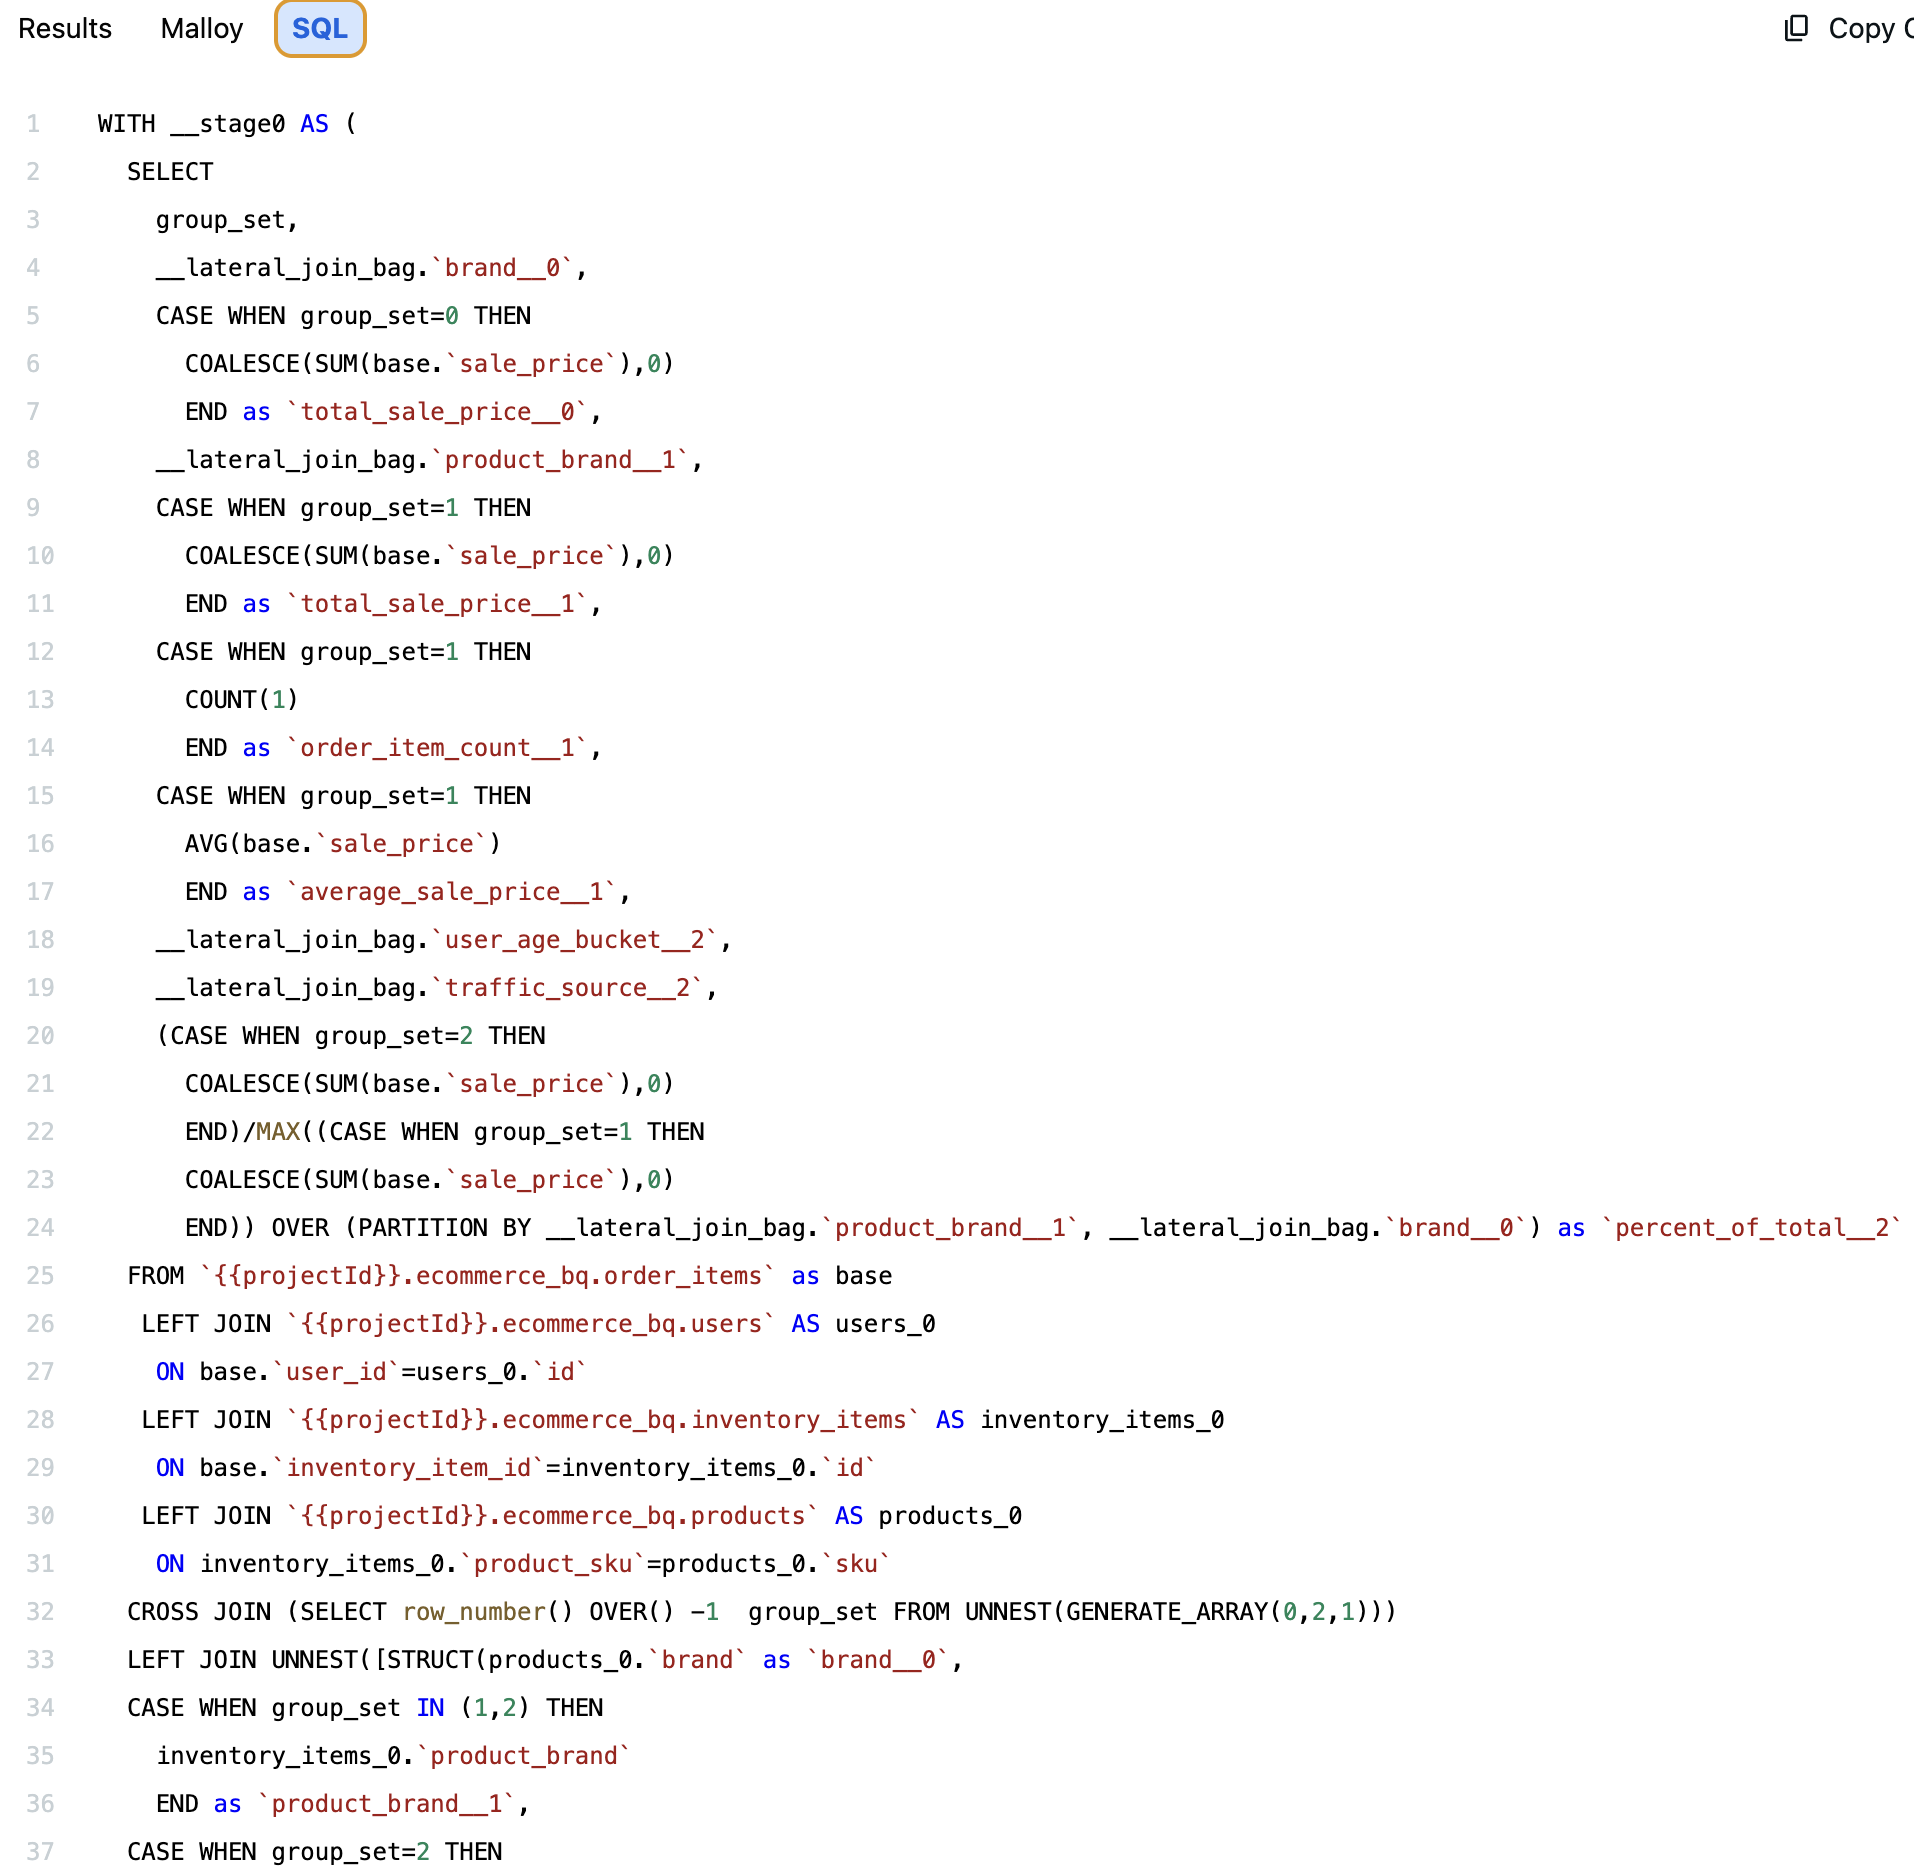 Results Malloy SQL Copy
1 WITH __stage0 AS (
2   SELECT
3     group_set,
4     __lateral_join_bag.`brand__0`,
5     CASE WHEN group_set=0 THEN
6       COALESCE(SUM(base.`sale_price`),0)
7       END as `total_sale_price__0`,
8     __lateral_join_bag.`product_brand__1`,
9     CASE WHEN group_set=1 THEN
10       COALESCE(SUM(base.`sale_price`),0)
11       END as `total_sale_price__1`,
12     CASE WHEN group_set=1 THEN
13       COUNT(1)
14       END as `order_item_count__1`,
15     CASE WHEN group_set=1 THEN
16       AVG(base.`sale_price`)
17       END as `average_sale_price__1`,
18     __lateral_join_bag.`user_age_bucket__2`,
19     __lateral_join_bag.`traffic_source__2`,
20     (CASE WHEN group_set=2 THEN
21       COALESCE(SUM(base.`sale_price`),0)
22       END)/MAX((CASE WHEN group_set=1 THEN
23       COALESCE(SUM(base.`sale_price`),0)
24       END)) OVER (PARTITION BY __lateral_join_bag.`product_brand__1`, __lateral_join_bag.`brand__0`) as `percent_of_total__2`
25   FROM `{{projectId}}.ecommerce_bq.order_items` as base
26    LEFT JOIN `{{projectId}}.ecommerce_bq.users` AS users_0
27     ON base.`user_id`=users_0.`id`
28    LEFT JOIN `{{projectId}}.ecommerce_bq.inventory_items` AS inventory_items_0
29     ON base.`inventory_item_id`=inventory_items_0.`id`
30    LEFT JOIN `{{projectId}}.ecommerce_bq.products` AS products_0
31     ON inventory_items_0.`product_sku`=products_0.`sku`
32   CROSS JOIN (SELECT row_number() OVER() -1  group_set FROM UNNEST(GENERATE_ARRAY(0,2,1)))
33   LEFT JOIN UNNEST([STRUCT(products_0.`brand` as `brand__0`,
34   CASE WHEN group_set IN (1,2) THEN
35     inventory_items_0.`product_brand`
36     END as `product_brand__1`,
37   CASE WHEN group_set=2 THEN